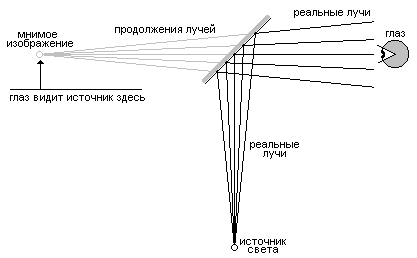 мнимое
изображение
продолжения лучей
реальные лучи
глаз
глаз видит источник здесь
реальные
лучи
источник
света